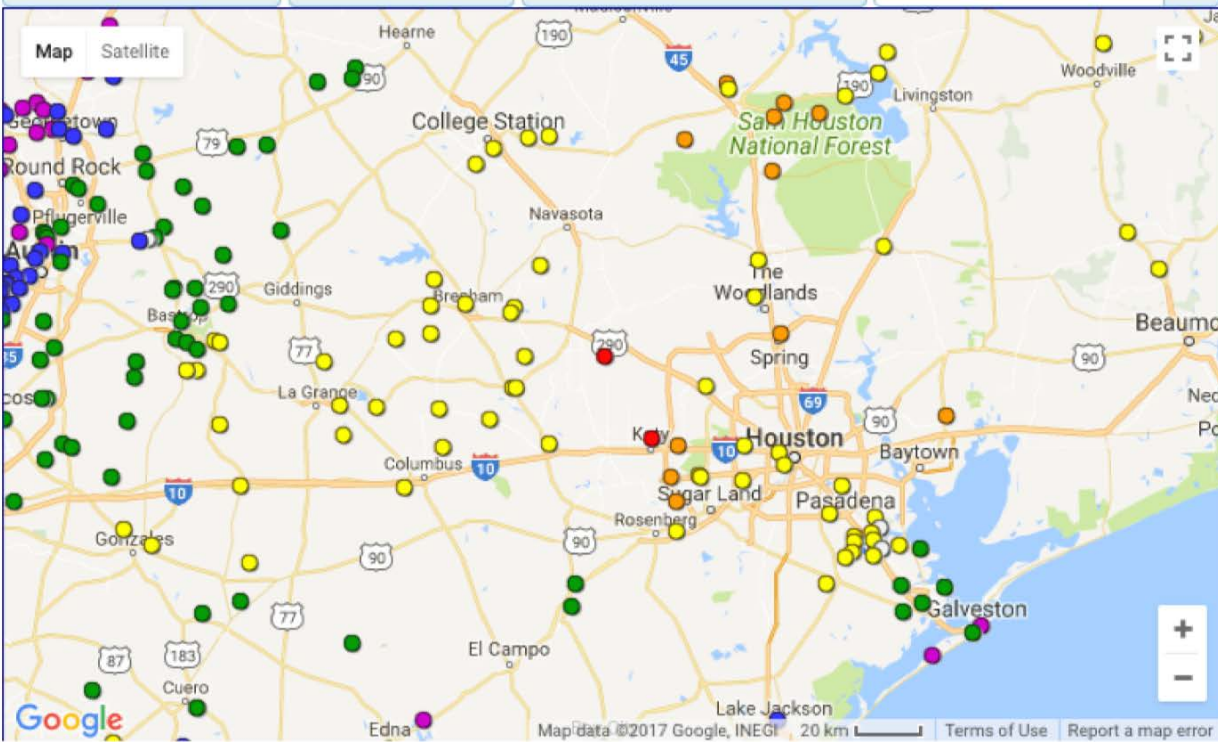 Map
Satellite
Hearne
190
45
Woodville
90
190
Livingston
Georgetown
College Station
79
Sam Houston
National Forest
Round Rock
Pflugerville
Navasota
Austin
The
Woodlands
290
Giddings
Brenham
Bastrop
Beaumo
290
35
77
Spring
90
La Grange
69
90
Katy
Houston
10
Baytown
Columbus
10
Sugar Land
10
Pasadena
Rosenberg
Gonzales
90
90
77
Galveston
El Campo
87
183
Cuero
Google
Edna
Lake Jackson
Map data ©2017 Google, INEGI
20 km
Terms of Use
Report a map error